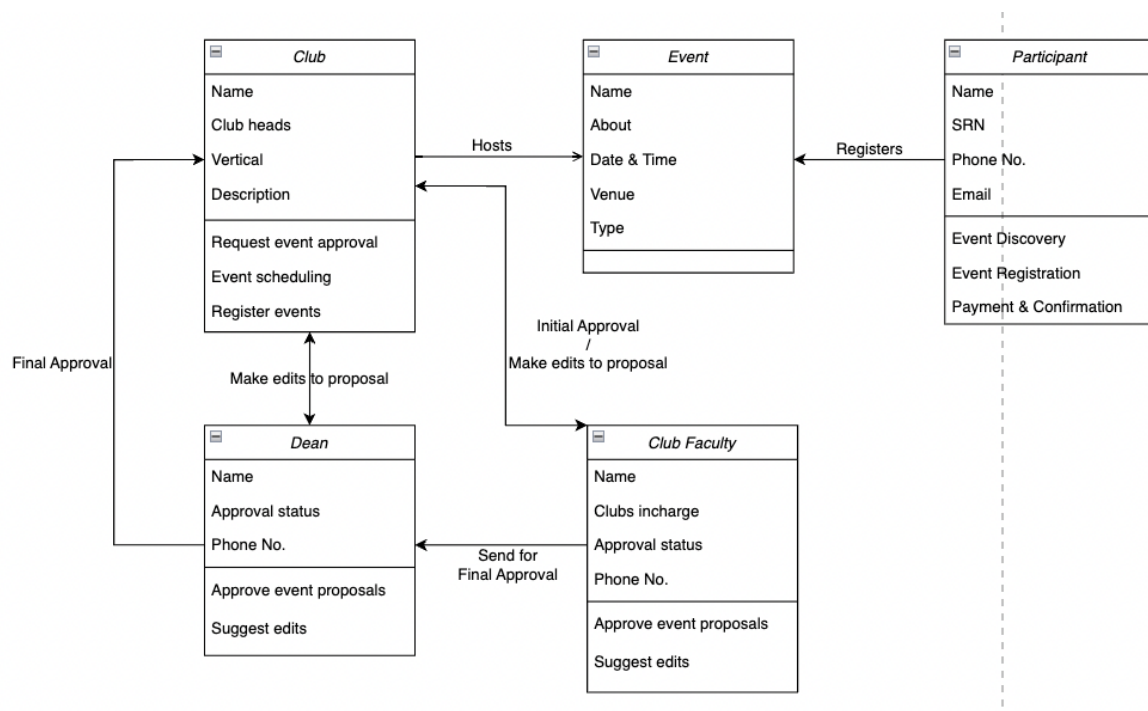 Club
Name
Club heads
Vertical
Description
Request event approval
Event scheduling
Register events
Hosts
Event
Name
About
Date & Time
Venue
Type
Registers
Participant
Name
SRN
Phone No.
Email
Event Discovery
Event Registration
Payment & Confirmation
Final Approval
Make edits to proposal
Initial Approval
/
Make edits to proposal
Dean
Name
Approval status
Phone No.
Approve event proposals
Suggest edits
Send for
Final Approval
Club Faculty
Name
Clubs incharge
Approval status
Phone No.
Approve event proposals
Suggest edits